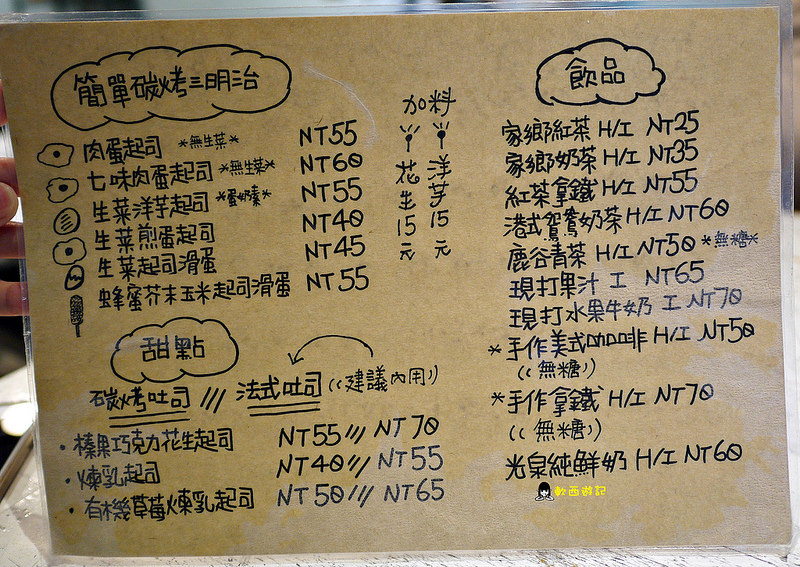 簡單碳烤三明治
肉蛋起司 *無生菜* NT55
七味肉蛋起司 *無生菜* NT60
生菜洋芋起司 *蛋奶素* NT55
生菜煎蛋起司 NT40
生菜起司滑蛋 NT45
蜂蜜芥末玉米起司滑蛋 NT55
加料
洋芋15元
花生15元
甜點
碳烤吐司 /// 法式吐司 ((建議內用))
・榛果巧克力花生起司 NT55 /// NT70
・煉乳起司 NT40 /// NT55
・有機草莓煉乳起司 NT50 /// NT65
飲品
家鄉紅茶 H/I NT25
家鄉奶茶 H/I NT35
紅茶拿鐵 H/I NT55
港式鴛鴦奶茶 H/I NT60
鹿谷青茶 H/I NT50 *無糖*
現打果汁 I NT65
現打水果牛奶 I NT70
*手作美式咖啡 H/I NT50
((無糖))
*手作拿鐵 H/I NT70
((無糖))
光泉純鮮奶 H/I NT60
軟西遊記